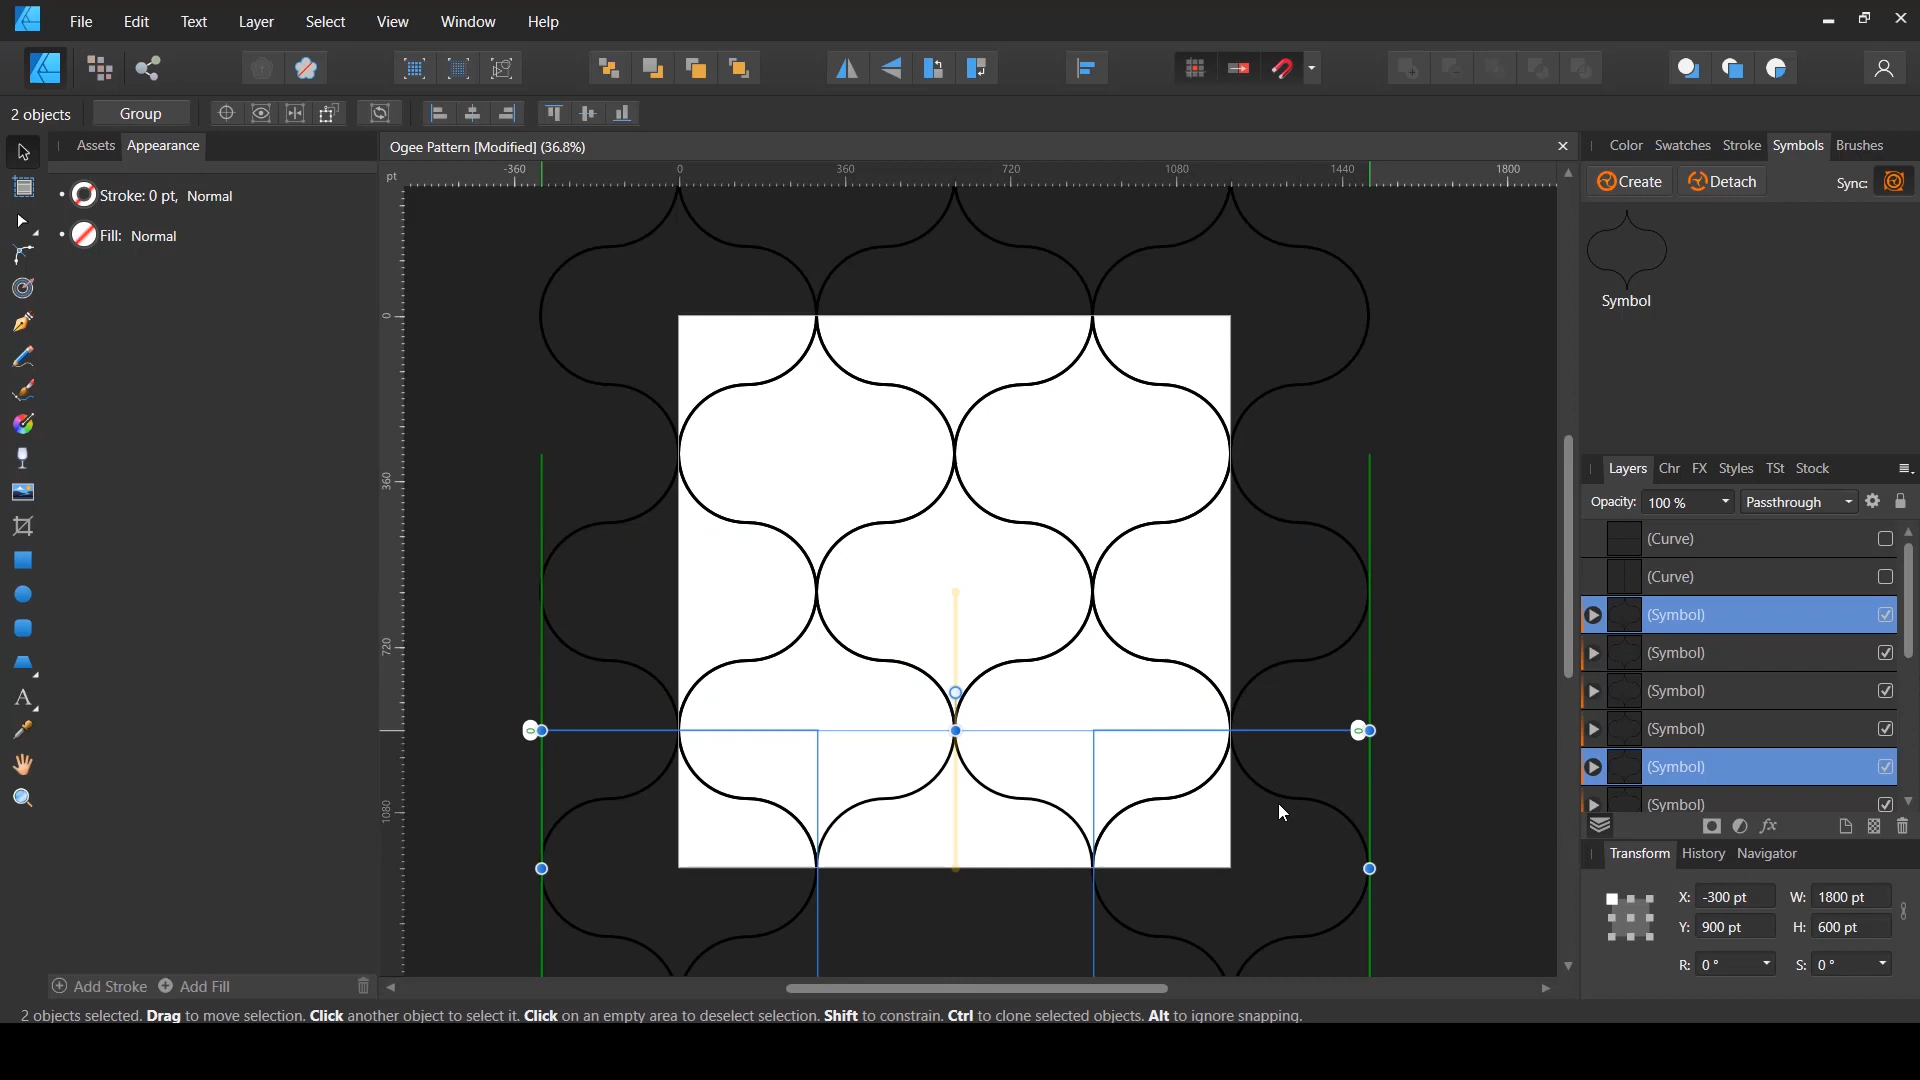 File Edit Text Layer Select View Window Help
2 objects Group
Assets Appearance
Stroke: 0 pt, Normal
Fill: Normal
Add Stroke Add Fill
Ogee Pattern [Modified] (36.8%)
pt -360 0 360 720 1080 1440 1800
0
360
720
1080
Color Swatches Stroke Symbols Brushes
Create Detach Sync:
Symbol
Layers Chr FX Styles TSt Stock
Opacity: 100 % Passthrough
(Curve)
(Curve)
(Symbol)
(Symbol)
(Symbol)
(Symbol)
(Symbol)
(Symbol)
Transform History Navigator
X: -300 pt W: 1800 pt
Y: 900 pt H: 600 pt
R: 0 ° S: 0 °
2 objects selected. Drag to move selection. Click another object to select it. Click on an empty area to deselect selection. Shift to constrain. Ctrl to clone selected objects. Alt to ignore snapping.